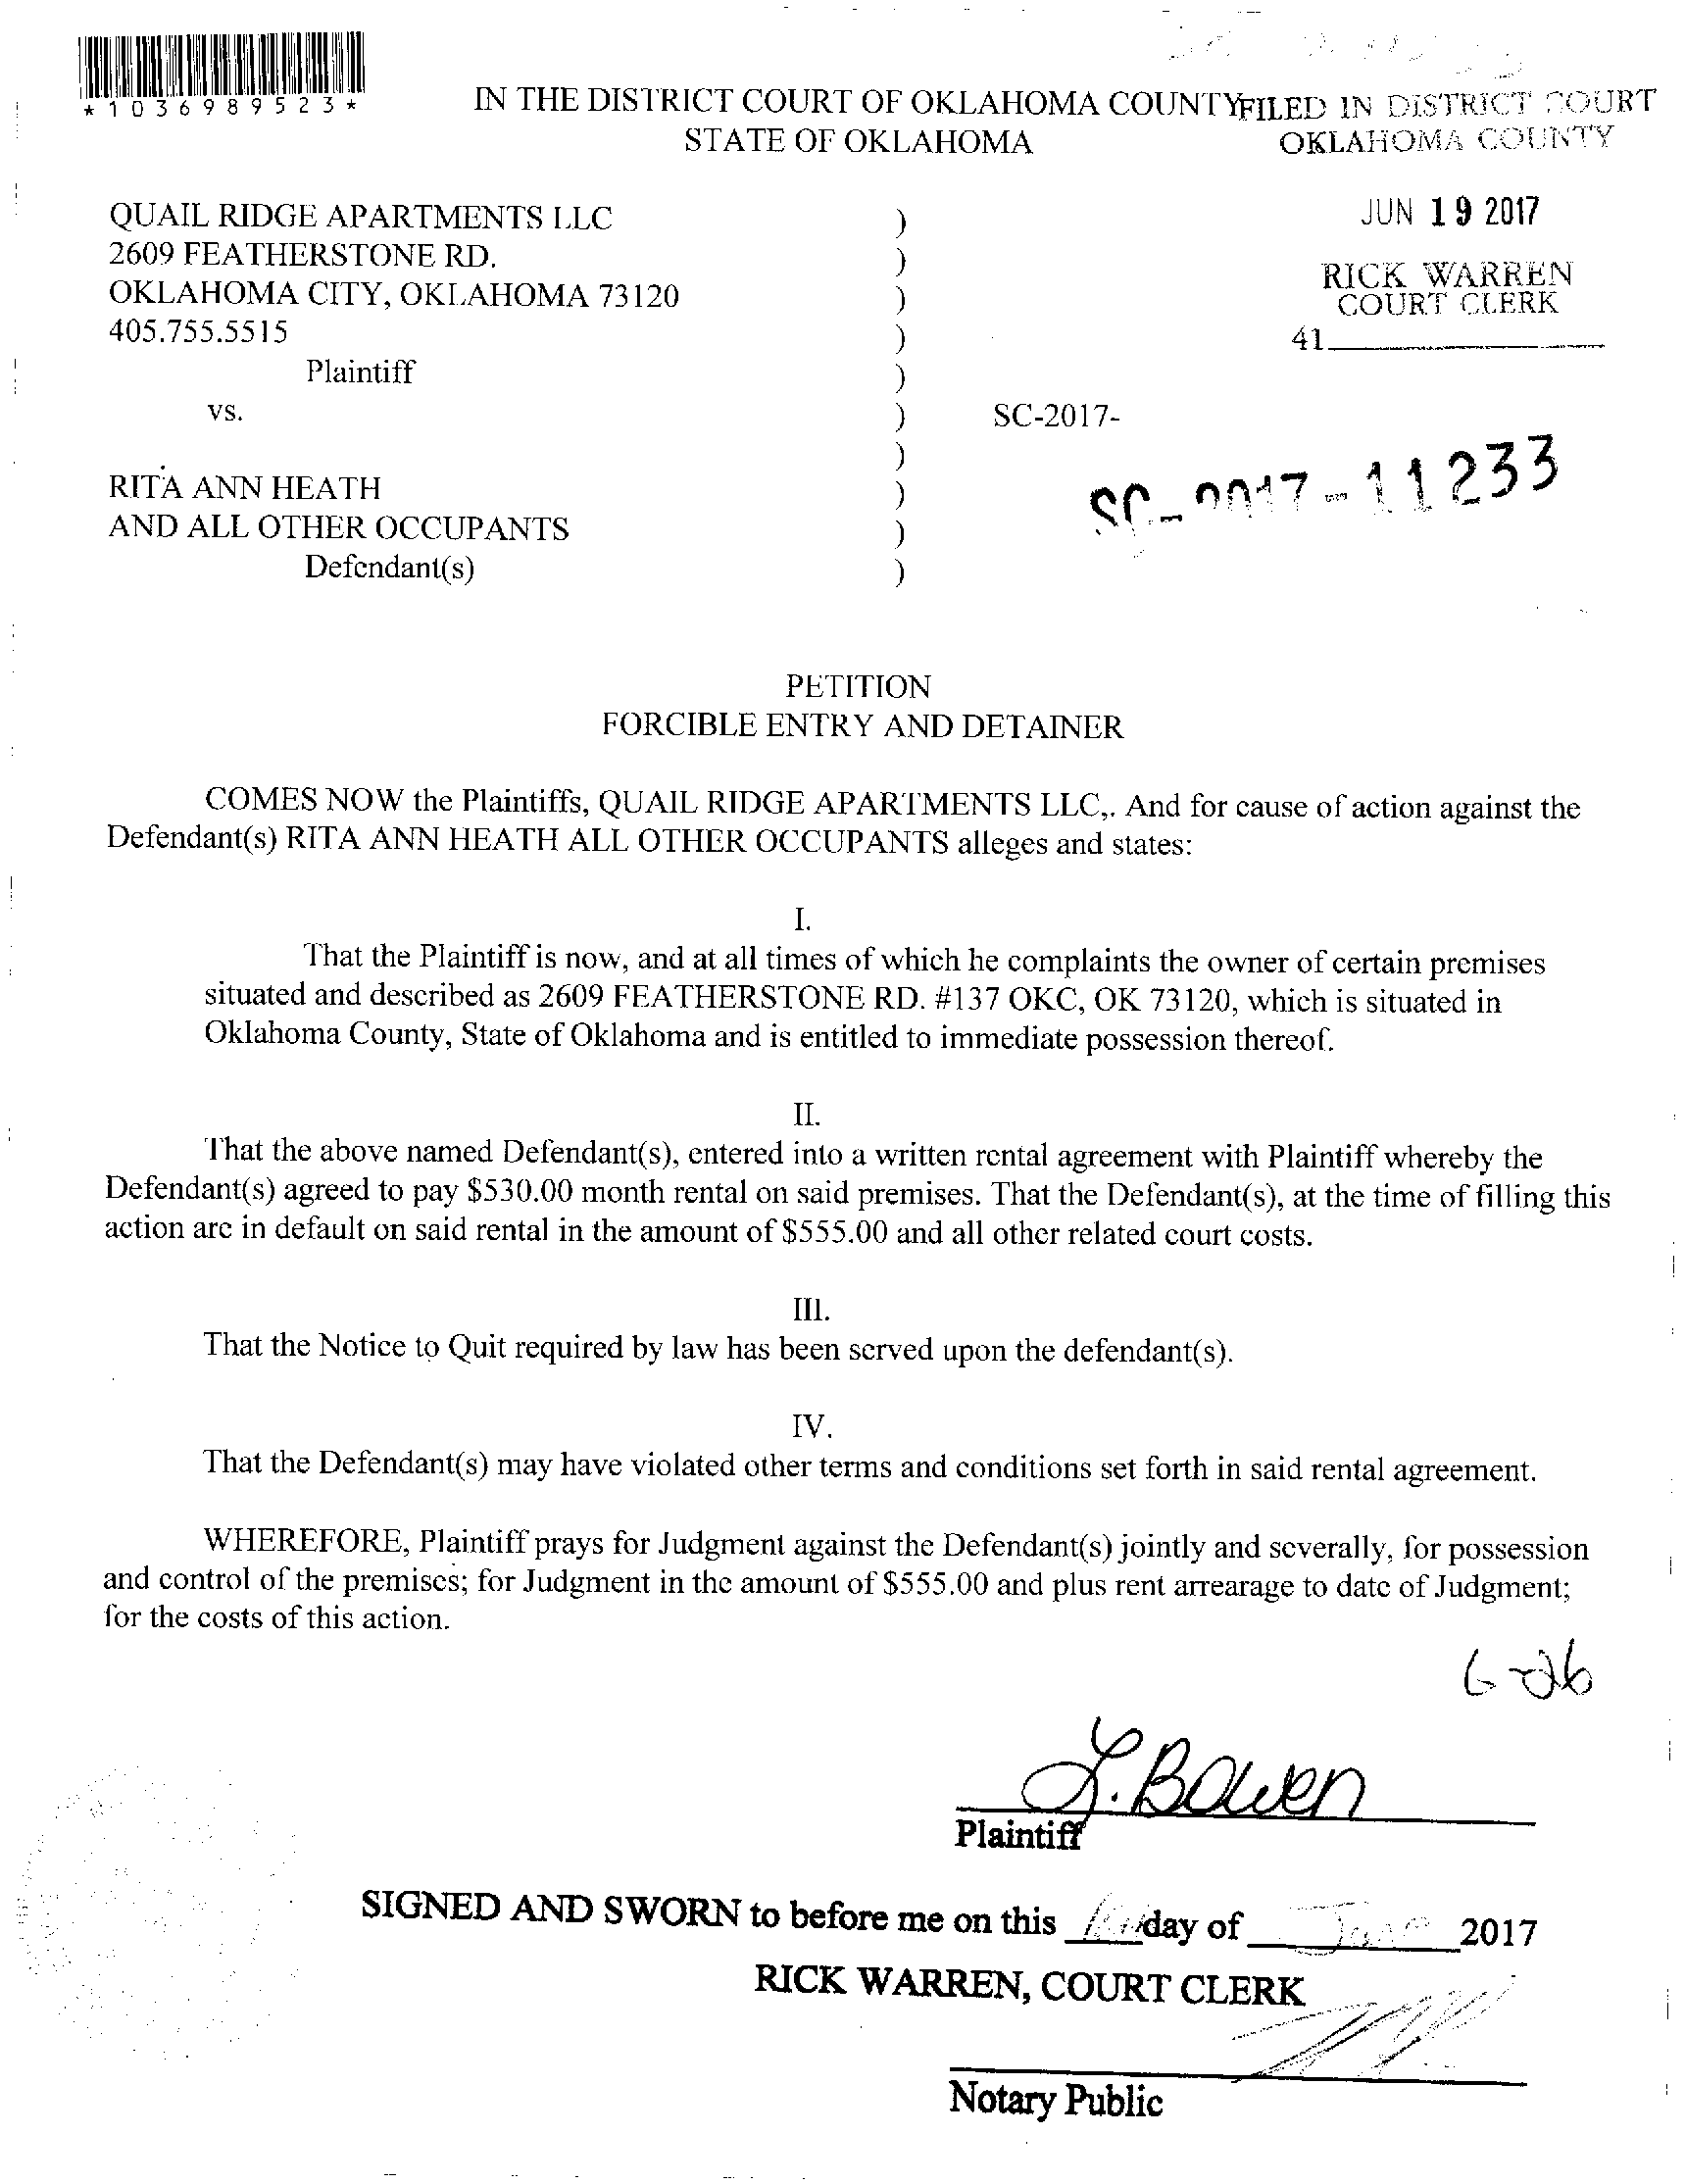 *1036989523*
IN THE DISTRICT COURT OF OKLAHOMA COUNTY
STATE OF OKLAHOMA
FILED IN DISTRICT COURT
OKLAHOMA COUNTY
JUN 19 2017
RICK WARREN
COURT CLERK
41
QUAIL RIDGE APARTMENTS LLC )
2609 FEATHERSTONE RD. )
OKLAHOMA CITY, OKLAHOMA 73120 )
405.755.5515 )
Plaintiff )
vs. ) SC-2017-
)
SC-2017-11233
RITA ANN HEATH )
AND ALL OTHER OCCUPANTS )
Defendant(s) )
PETITION
FORCIBLE ENTRY AND DETAINER
COMES NOW the Plaintiffs, QUAIL RIDGE APARTMENTS LLC,. And for cause of action against the
Defendant(s) RITA ANN HEATH ALL OTHER OCCUPANTS alleges and states:
I.
That the Plaintiff is now, and at all times of which he complaints the owner of certain premises
situated and described as 2609 FEATHERSTONE RD. #137 OKC, OK 73120, which is situated in
Oklahoma County, State of Oklahoma and is entitled to immediate possession thereof.
II.
That the above named Defendant(s), entered into a written rental agreement with Plaintiff whereby the
Defendant(s) agreed to pay $530.00 month rental on said premises. That the Defendant(s), at the time of filling this
action are in default on said rental in the amount of $555.00 and all other related court costs.
III.
That the Notice to Quit required by law has been served upon the defendant(s).
IV.
That the Defendant(s) may have violated other terms and conditions set forth in said rental agreement.
WHEREFORE, Plaintiff prays for Judgment against the Defendant(s) jointly and severally, for possession
and control of the premises; for Judgment in the amount of $555.00 and plus rent arrearage to date of Judgment;
for the costs of this action.
6-26
L. Bowen
Plaintiff
SIGNED AND SWORN to before me on this day of June 2017
RICK WARREN, COURT CLERK
Notary Public